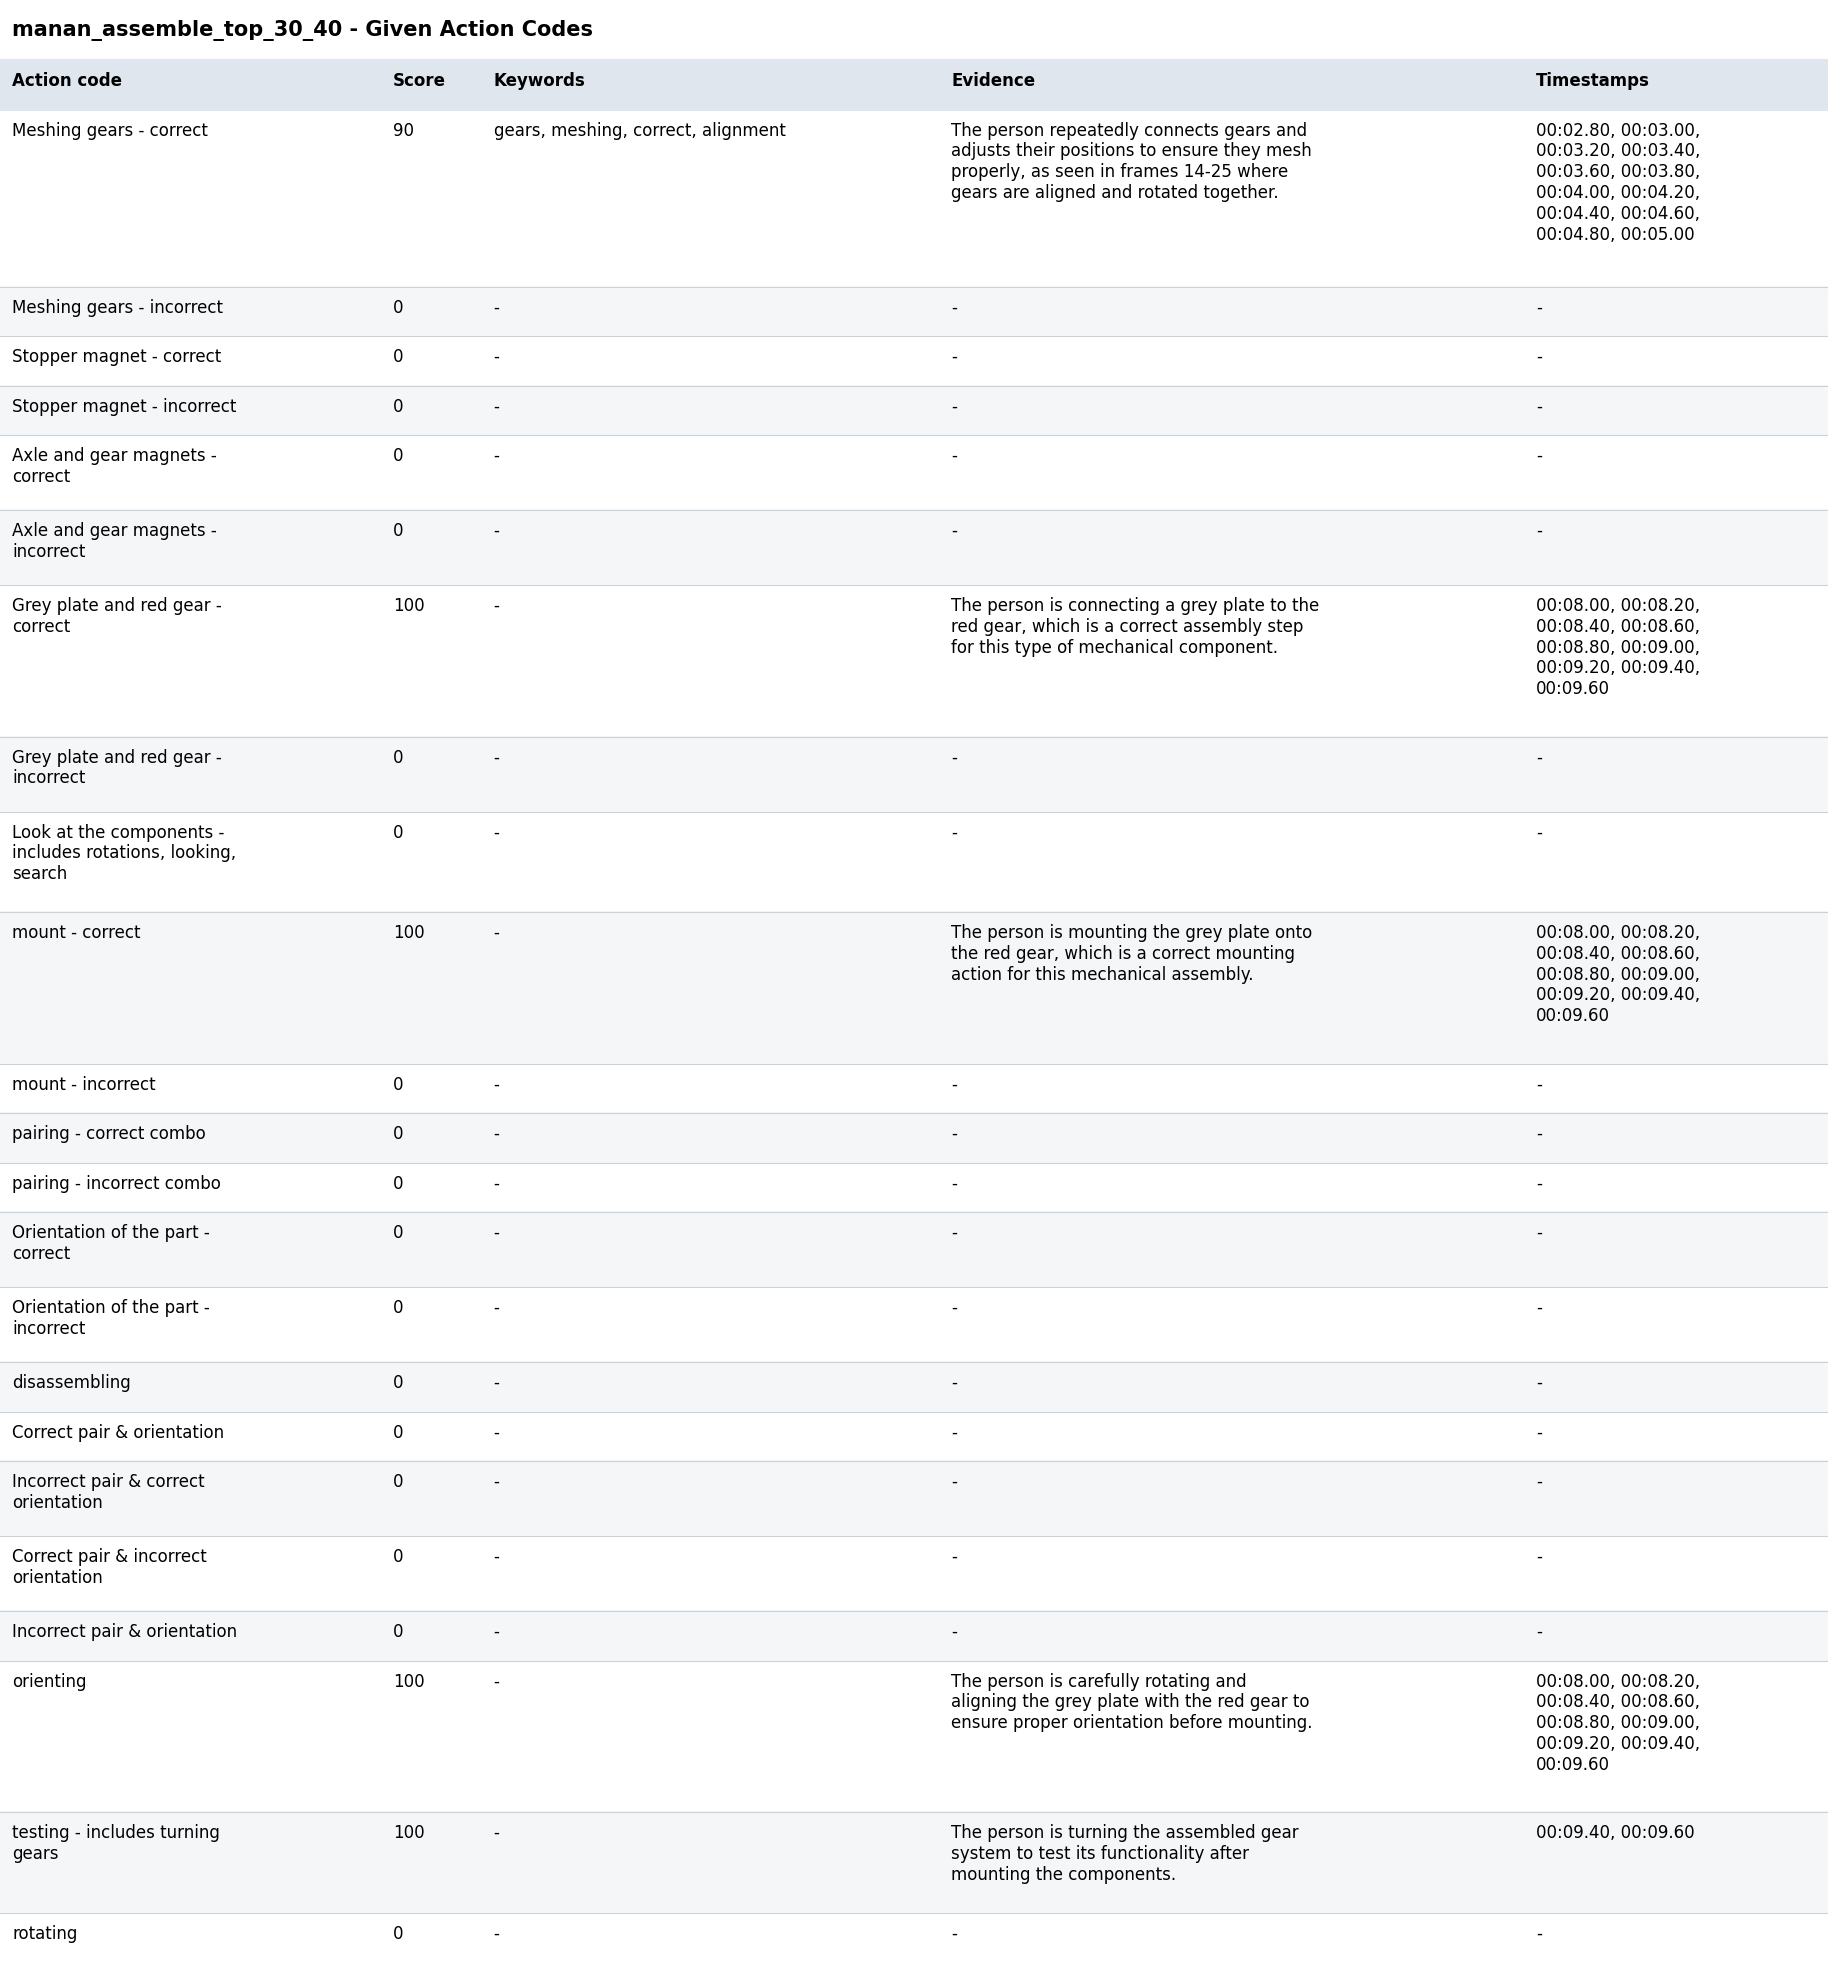 manan_assemble_top_30_40 - Given Action Codes
Action code Score Keywords Evidence Timestamps
Meshing gears - correct 90 gears, meshing, correct, alignment The person repeatedly connects gears and 00:02.80, 00:03.00,
adjusts their positions to ensure they mesh 00:03.20, 00:03.40,
properly, as seen in frames 14-25 where 00:03.60, 00:03.80,
gears are aligned and rotated together. 00:04.00, 00:04.20,
00:04.40, 00:04.60,
00:04.80, 00:05.00
Meshing gears - incorrect 0 - - -
Stopper magnet - correct 0 - - -
Stopper magnet - incorrect 0 - - -
Axle and gear magnets - 0 - - -
correct
Axle and gear magnets - 0 - - -
incorrect
Grey plate and red gear - 100 - The person is connecting a grey plate to the 00:08.00, 00:08.20,
correct red gear, which is a correct assembly step 00:08.40, 00:08.60,
for this type of mechanical component. 00:08.80, 00:09.00,
00:09.20, 00:09.40,
00:09.60
Grey plate and red gear - 0 - - -
incorrect
Look at the components - 0 - - -
includes rotations, looking,
search
mount - correct 100 - The person is mounting the grey plate onto 00:08.00, 00:08.20,
the red gear, which is a correct mounting 00:08.40, 00:08.60,
action for this mechanical assembly. 00:08.80, 00:09.00,
00:09.20, 00:09.40,
00:09.60
mount - incorrect 0 - - -
pairing - correct combo 0 - - -
pairing - incorrect combo 0 - - -
Orientation of the part - 0 - - -
correct
Orientation of the part - 0 - - -
incorrect
disassembling 0 - - -
Correct pair & orientation 0 - - -
Incorrect pair & correct 0 - - -
orientation
Correct pair & incorrect 0 - - -
orientation
Incorrect pair & orientation 0 - - -
orienting 100 - The person is carefully rotating and 00:08.00, 00:08.20,
aligning the grey plate with the red gear to 00:08.40, 00:08.60,
ensure proper orientation before mounting. 00:08.80, 00:09.00,
00:09.20, 00:09.40,
00:09.60
testing - includes turning 100 - The person is turning the assembled gear 00:09.40, 00:09.60
gears system to test its functionality after
mounting the components.
rotating 0 - - -